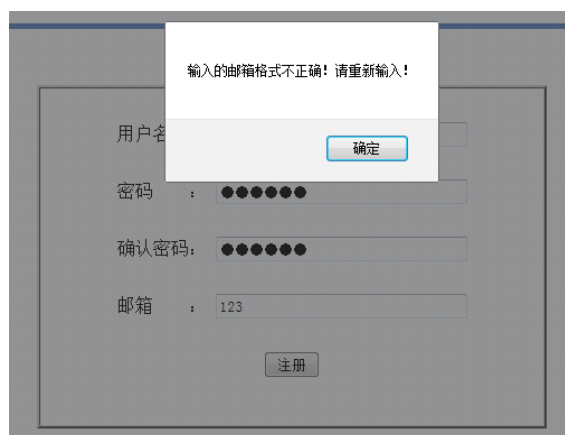 输入的邮箱格式不正确！请重新输入！
确定
用户名
密码 ： ●●●●●●
确认密码： ●●●●●●
邮箱 ： 123
注册